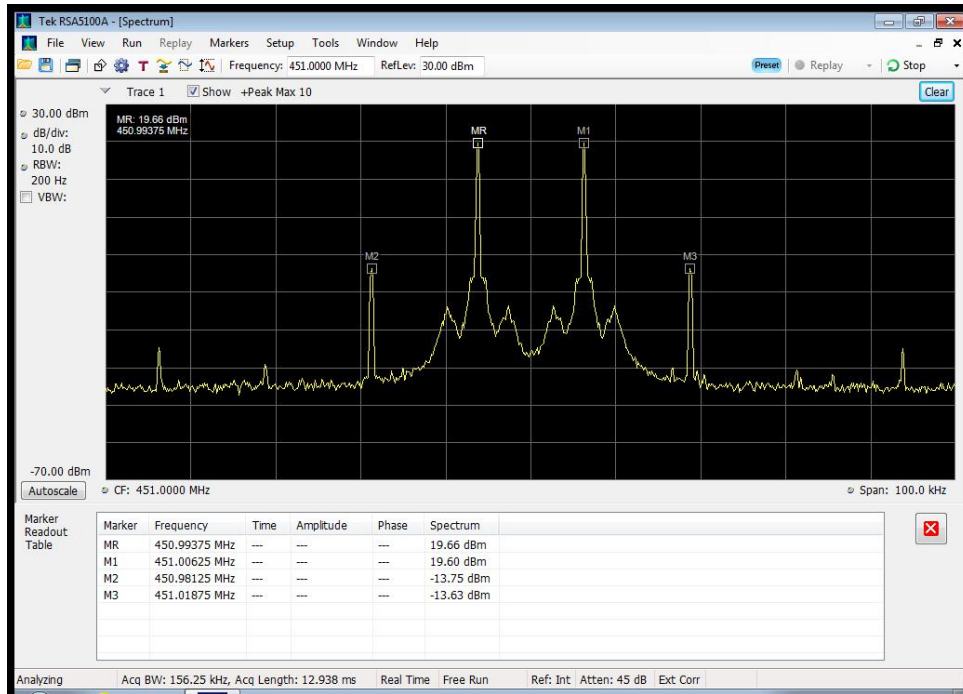 Tek RSA5100A - [Spectrum]
File View Run Replay Markers Setup Tools Window Help
T Frequency: 451.0000 MHz RefLev: 30.00 dBm Preset Replay Stop
Trace 1 Show +Peak Max 10 Clear
30.00 dBm
dB/div:
10.0 dB
RBW:
200 Hz
VBW:
MR: 19.66 dBm
450.99375 MHz
MR M1
M2 M3
-70.00 dBm
Autoscale CF: 451.0000 MHz Span: 100.0 kHz
Marker
Readout
Table
Marker Frequency Time Amplitude Phase Spectrum
MR 450.99375 MHz --- --- --- 19.66 dBm
M1 451.00625 MHz --- --- --- 19.60 dBm
M2 450.98125 MHz --- --- --- -13.75 dBm
M3 451.01875 MHz --- --- --- -13.63 dBm
Analyzing Acq BW: 156.25 kHz, Acq Length: 12.938 ms Real Time Free Run Ref: Int Atten: 45 dB Ext Corr